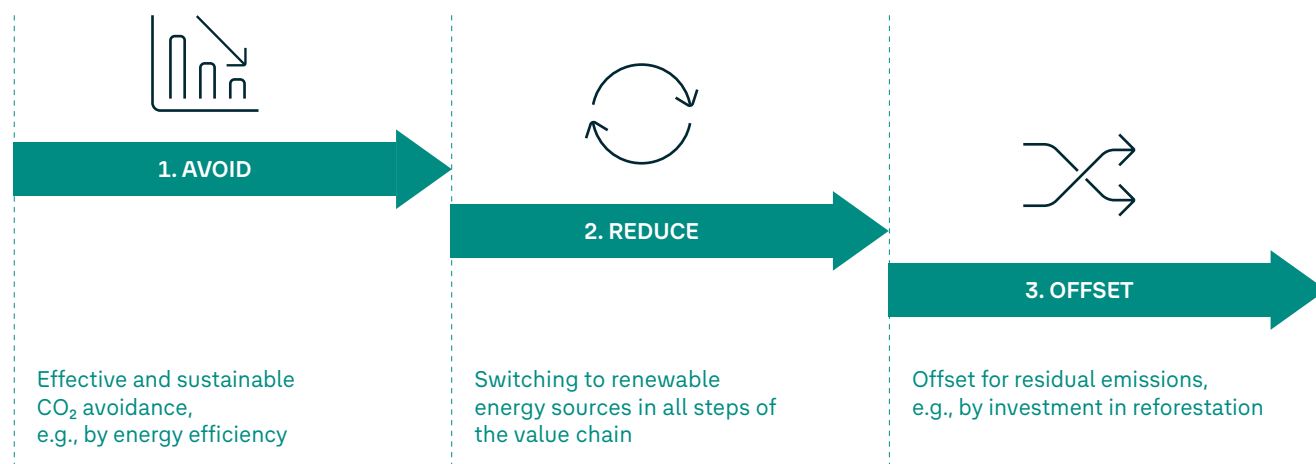 1. AVOID
2. REDUCE
3. OFFSET
Effective and sustainable
CO₂ avoidance,
e.g., by energy efficiency
Switching to renewable
energy sources in all steps of
the value chain
Offset for residual emissions,
e.g., by investment in reforestation